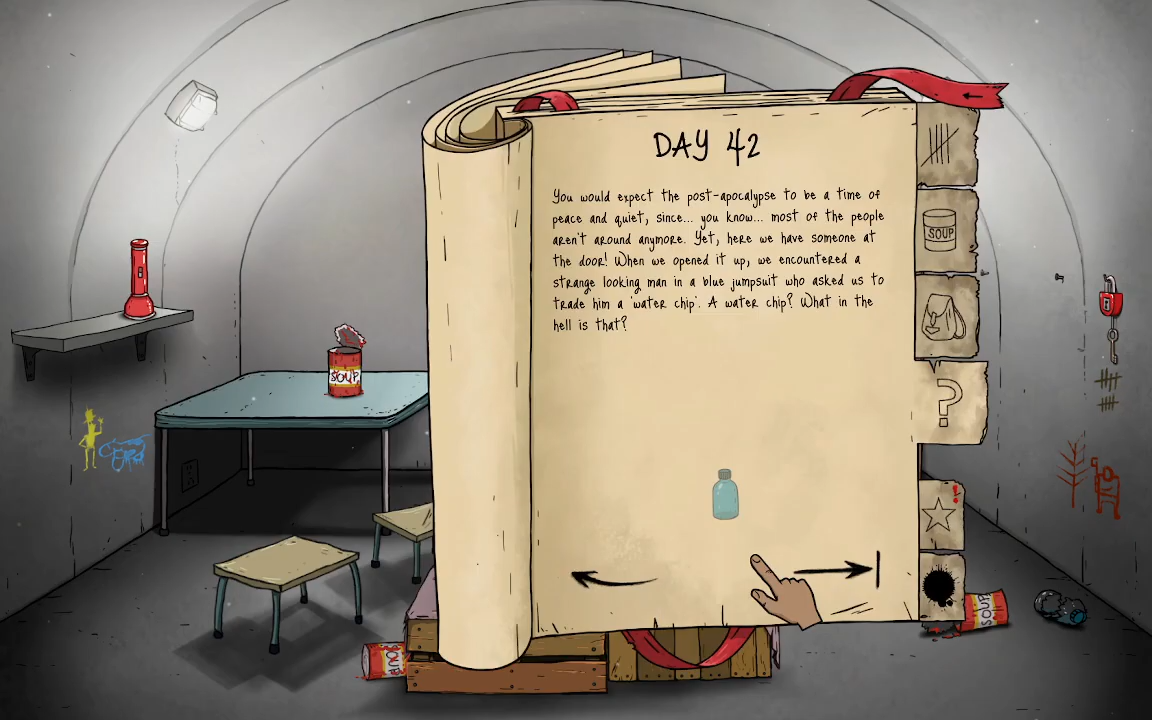 DAY 42
You would expect the post-apocalypse to be a time of
peace and quiet, since... you know... most of the people
aren't around anymore. Yet, here we have someone at
the door! When we opened it up, we encountered a
strange looking man in a blue jumpsuit who asked us to
trade him a 'water chip'. A water chip? What in the
hell is that?
SOUP
SOUP
SOUP
SOUP